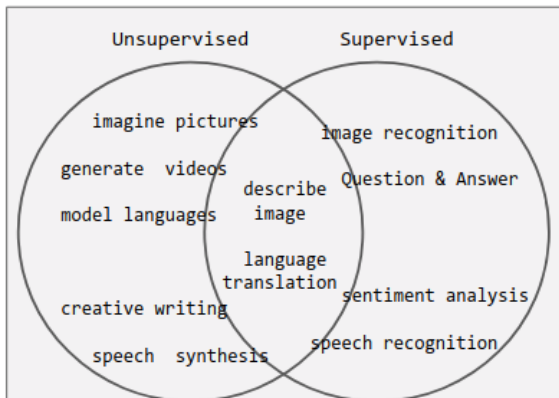 Unsupervised
Supervised
imagine pictures
image recognition
generate videos
Question & Answer
describe
image
model languages
language
translation
creative writing
sentiment analysis
speech synthesis
speech recognition